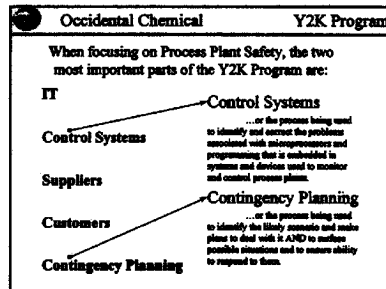 Occidental Chemical Y2K Program
When focusing on Process Plant Safety, the two
most important parts of the Y2K Program are:
IT
Control Systems
Suppliers
Customers
Contingency Planning
Control Systems
...or the process being used
to identify and correct the problems
associated with microprocessors and
programming that is embedded in
systems and devices used to monitor
and control process plants.
Contingency Planning
...or the process being used
to identify the likely scenario and make
plans to deal with it AND to surface
possible situations and to ensure ability
to respond to them.